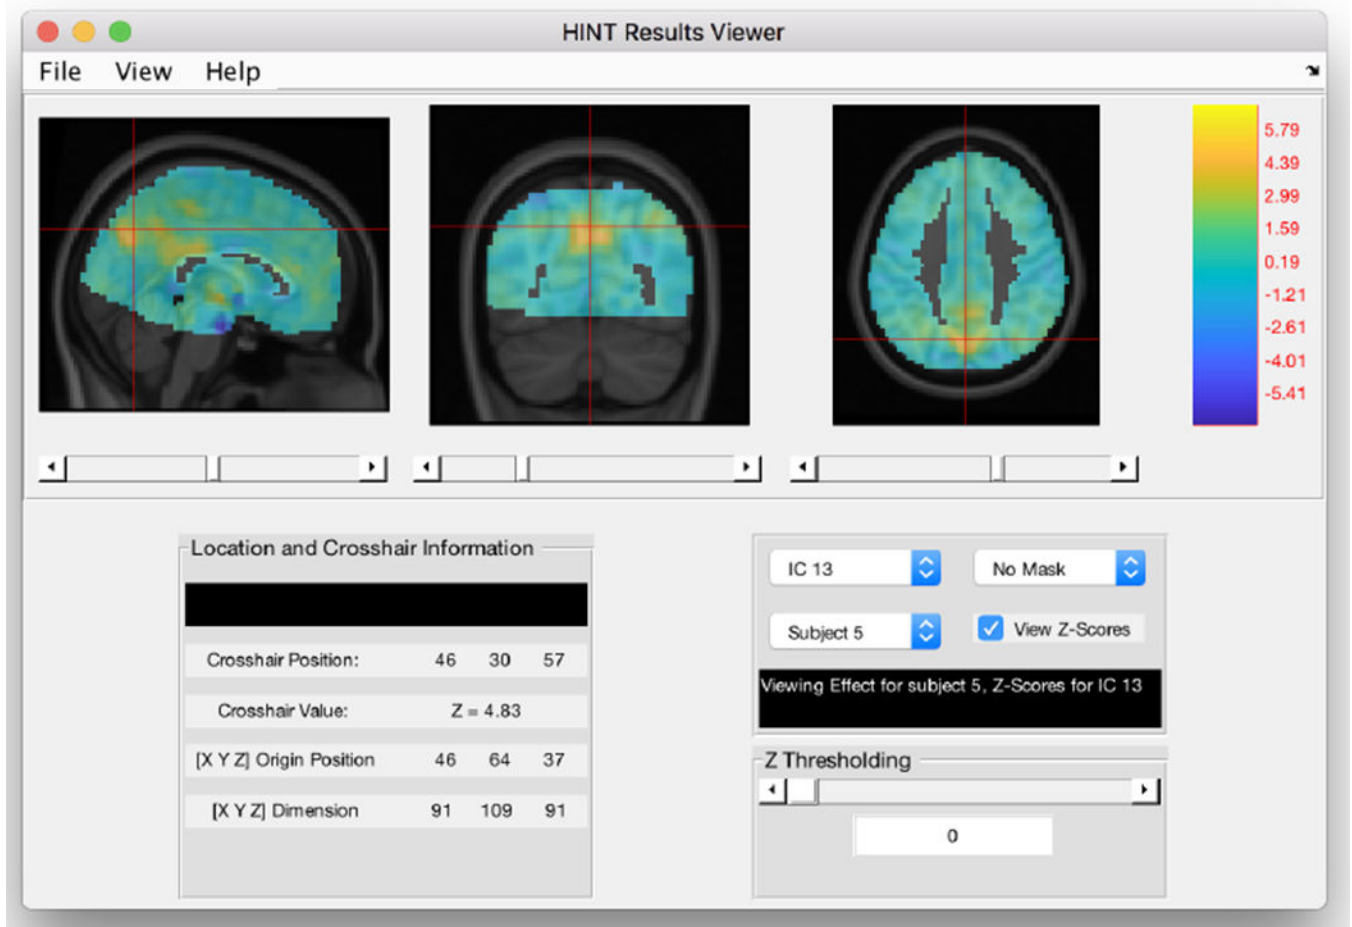 HINT Results Viewer
File View Help
5.79
4.39
2.99
1.59
0.19
-1.21
-2.61
-4.01
-5.41
Location and Crosshair Information
Crosshair Position: 46 30 57
Crosshair Value: Z = 4.83
[X Y Z] Origin Position 46 64 37
[X Y Z] Dimension 91 109 91
IC 13 No Mask
Subject 5 View Z-Scores
Viewing Effect for subject 5, Z-Scores for IC 13
Z Thresholding
0